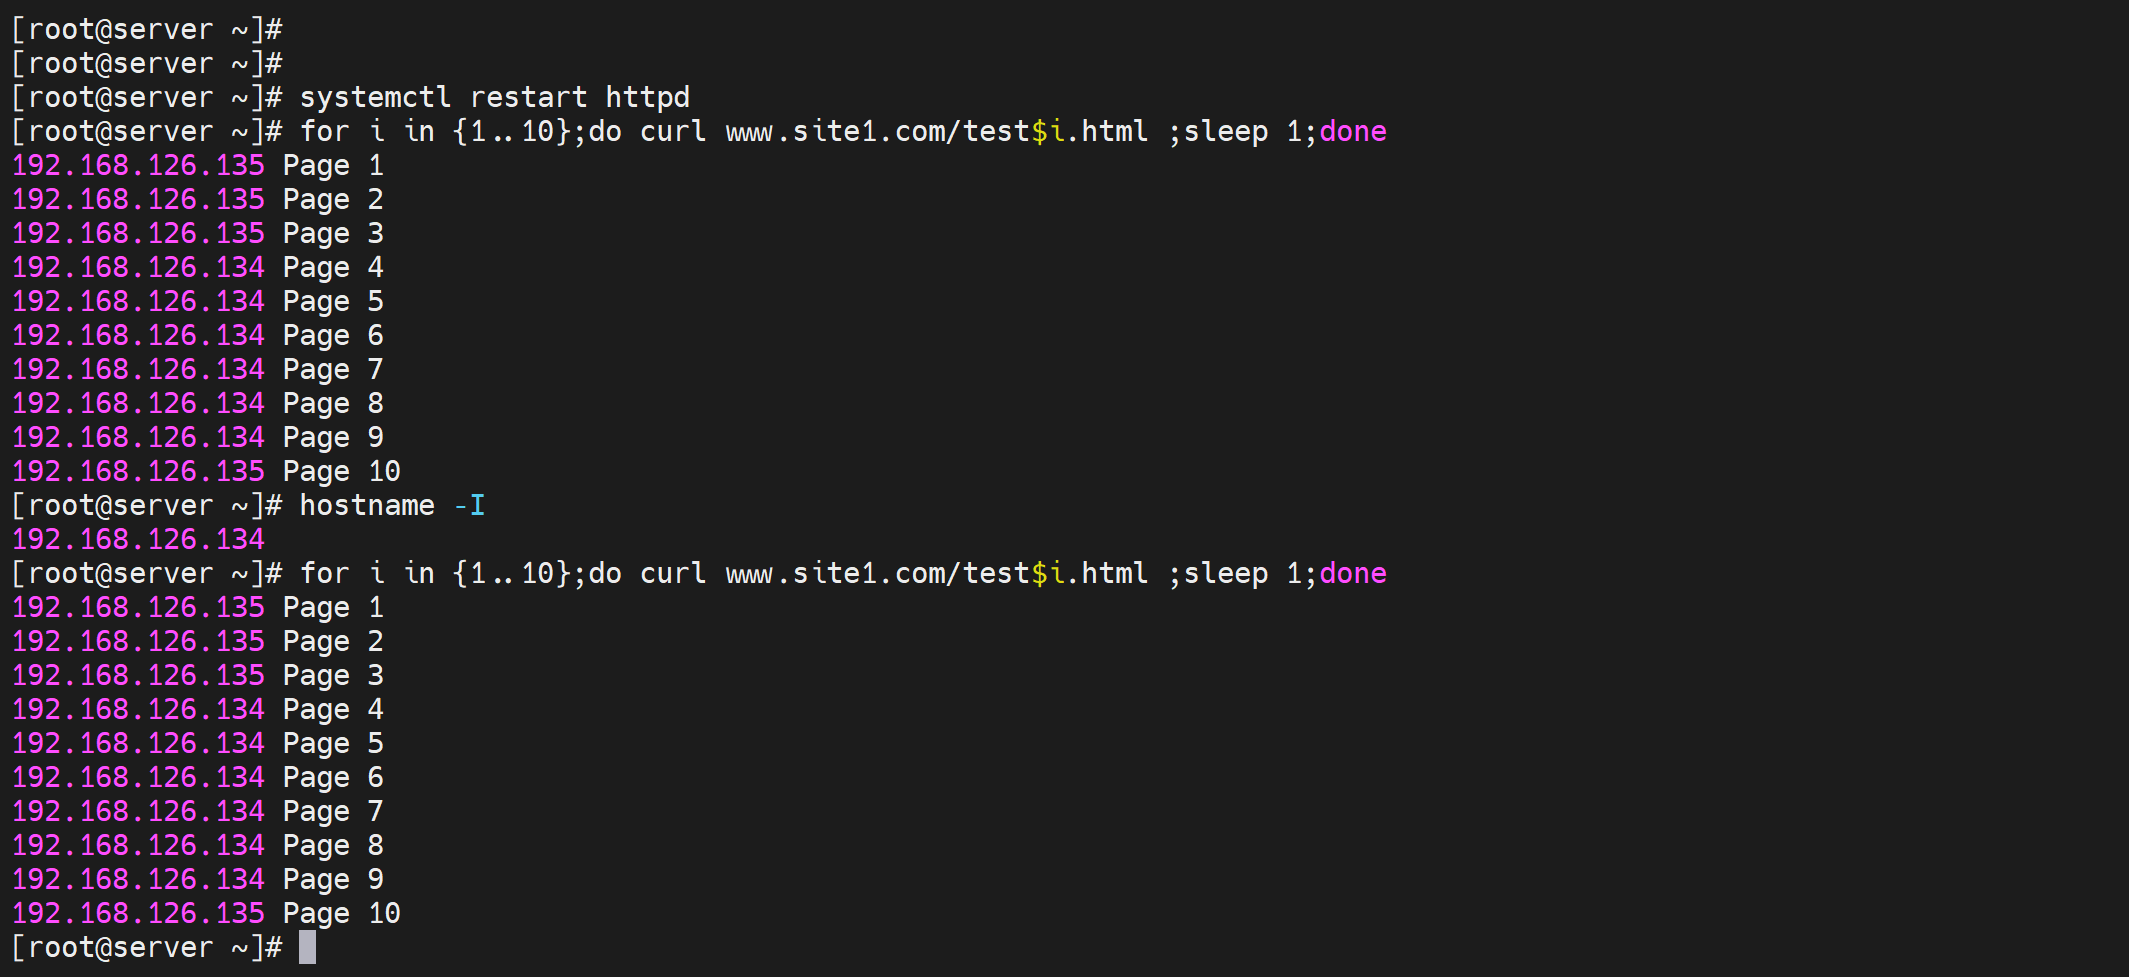 [root@server ~]#
[root@server ~]#
[root@server ~]# systemctl restart httpd
[root@server ~]# for i in {1..10};do curl www.site1.com/test$i.html ;sleep 1;done
192.168.126.135 Page 1
192.168.126.135 Page 2
192.168.126.135 Page 3
192.168.126.134 Page 4
192.168.126.134 Page 5
192.168.126.134 Page 6
192.168.126.134 Page 7
192.168.126.134 Page 8
192.168.126.134 Page 9
192.168.126.135 Page 10
[root@server ~]# hostname -I
192.168.126.134
[root@server ~]# for i in {1..10};do curl www.site1.com/test$i.html ;sleep 1;done
192.168.126.135 Page 1
192.168.126.135 Page 2
192.168.126.135 Page 3
192.168.126.134 Page 4
192.168.126.134 Page 5
192.168.126.134 Page 6
192.168.126.134 Page 7
192.168.126.134 Page 8
192.168.126.134 Page 9
192.168.126.135 Page 10
[root@server ~]#